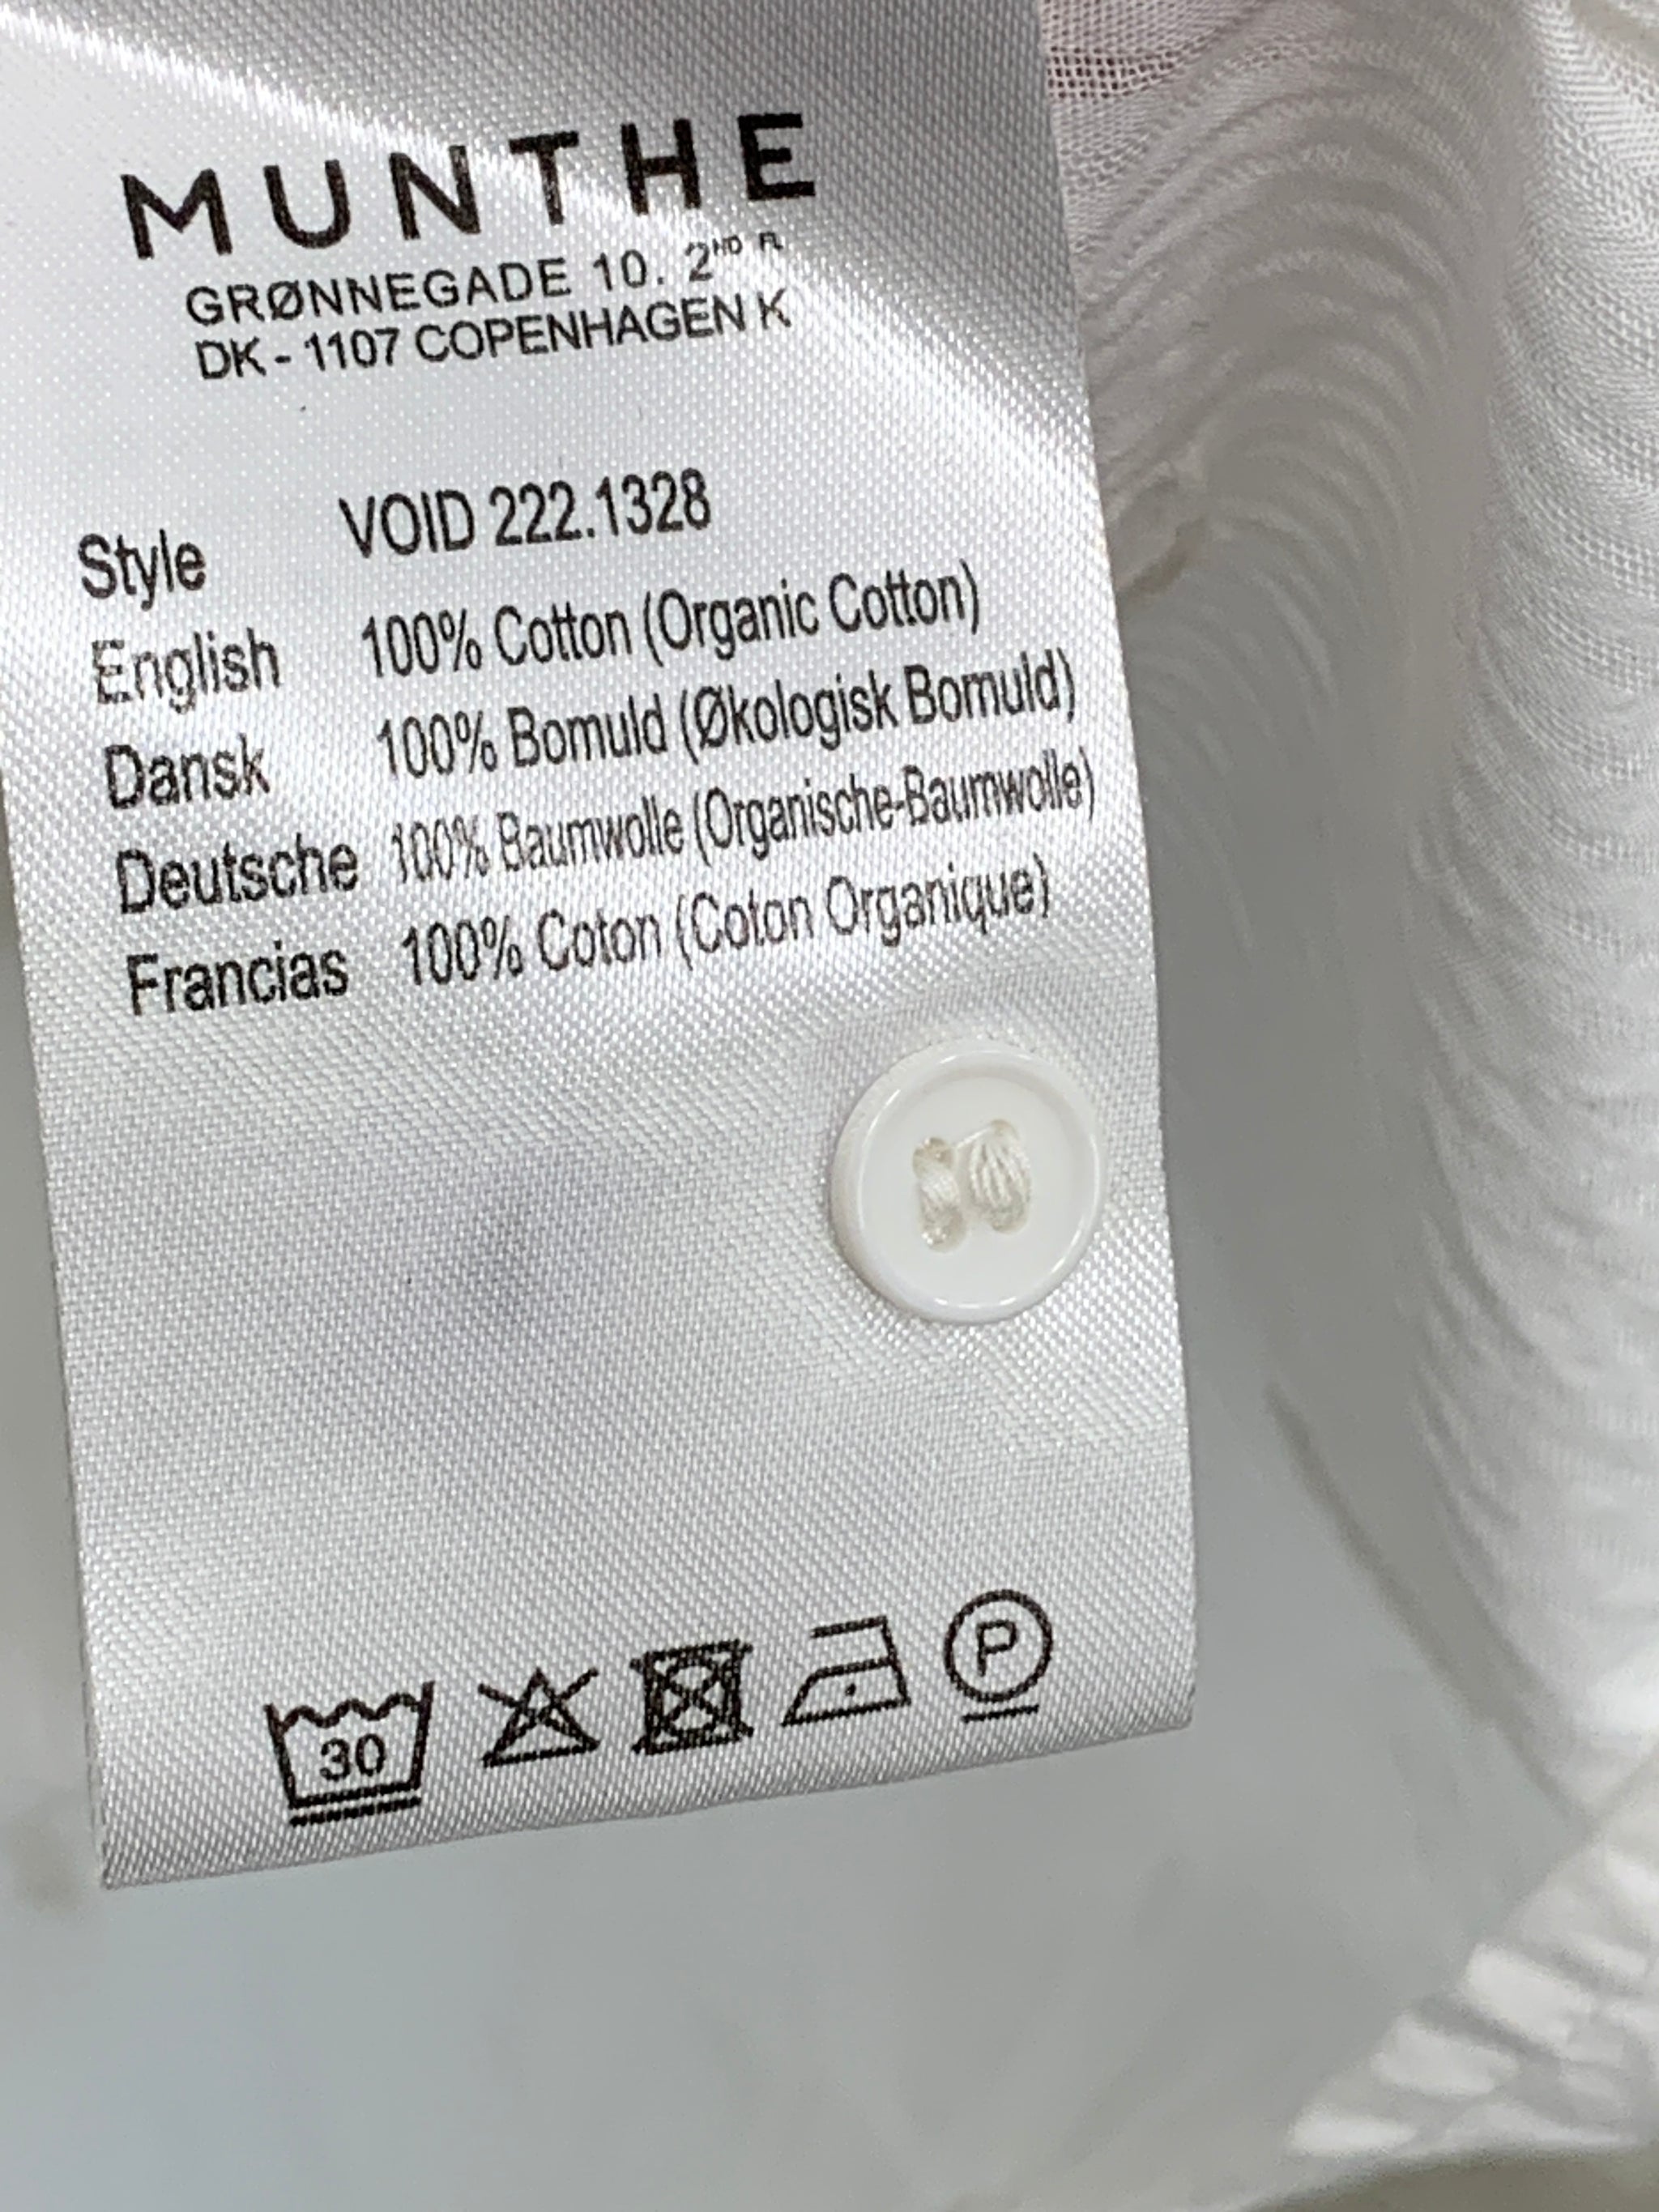 MUNTHE
GRØNNEGADE 10. 2ND FL
DK - 1107 COPENHAGEN K
Style VOID 222.1328
English 100% Cotton (Organic Cotton)
Dansk 100% Bomuld (Økologisk Bomuld)
Deutsche 100% Baumwolle (Organische-Baumwolle)
Francias 100% Coton (Coton Organique)
30 P